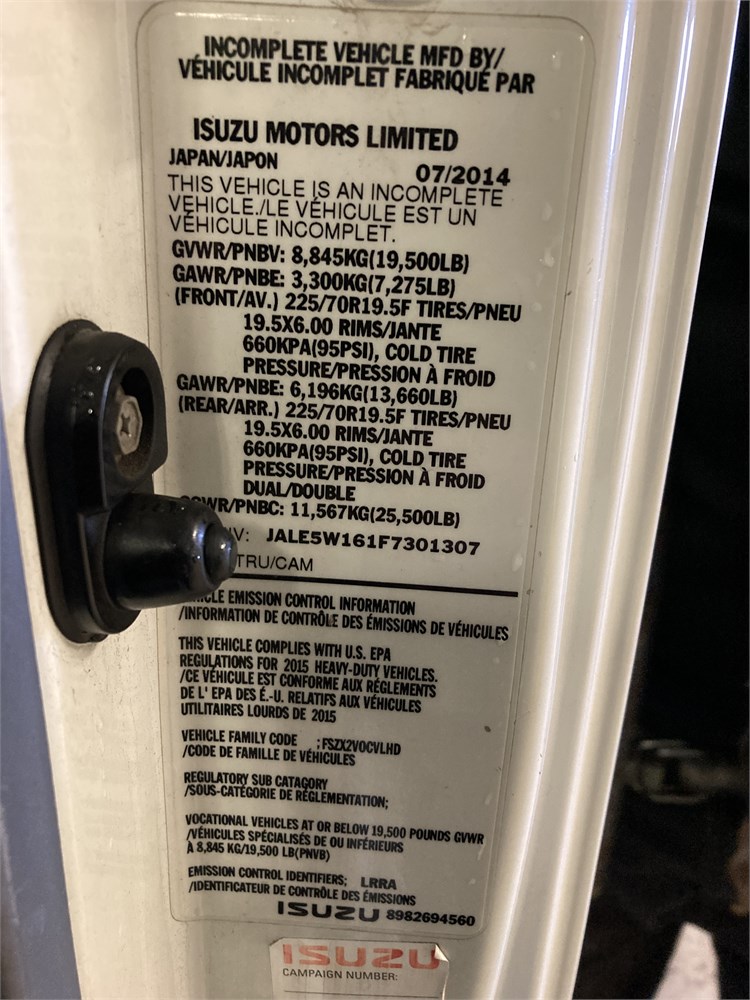 INCOMPLETE VEHICLE MFD BY/
VÉHICULE INCOMPLET FABRIQUÉ PAR
ISUZU MOTORS LIMITED
JAPAN/JAPON 07/2014
THIS VEHICLE IS AN INCOMPLETE
VEHICLE./LE VÉHICULE EST UN
VÉHICULE INCOMPLET.
GVWR/PNBV: 8,845KG(19,500LB)
GAWR/PNBE: 3,300KG(7,275LB)
(FRONT/AV.) 225/70R19.5F TIRES/PNEU
19.5X6.00 RIMS/JANTE
660KPA(95PSI), COLD TIRE
PRESSURE/PRESSION À FROID
GAWR/PNBE: 6,196KG(13,660LB)
(REAR/ARR.) 225/70R19.5F TIRES/PNEU
19.5X6.00 RIMS/JANTE
660KPA(95PSI), COLD TIRE
PRESSURE/PRESSION À FROID
DUAL/DOUBLE
WR/PNBC: 11,567KG(25,500LB)
V: JALE5W161F7301307
TRU/CAM
CLE EMISSION CONTROL INFORMATION
/INFORMATION DE CONTRÔLE DES ÉMISSIONS DE VÉHICULES
THIS VEHICLE COMPLIES WITH U.S. EPA
REGULATIONS FOR 2015 HEAVY-DUTY VEHICLES.
/CE VÉHICULE EST CONFORME AUX RÉGLEMENTS
DE L' EPA DES É.-U. RELATIFS AUX VÉHICULES
UTILITAIRES LOURDS DE 2015
VEHICLE FAMILY CODE ;FSZX2VOCVLHD
/CODE DE FAMILLE DE VÉHICULES
REGULATORY SUB CATAGORY
/SOUS-CATÉGORIE DE RÉGLEMENTATION;
VOCATIONAL VEHICLES AT OR BELOW 19,500 POUNDS GVWR
/VÉHICULES SPÉCIALISÉS DE OU INFÉRIEURS
À 8,845 KG/19,500 LB(PNVB)
EMISSION CONTROL IDENTIFIERS; LRRA
/IDENTIFICATEUR DE CONTRÔLE DES ÉMISSIONS
ISUZU 8982694560
ISUZU
CAMPAIGN NUMBER: